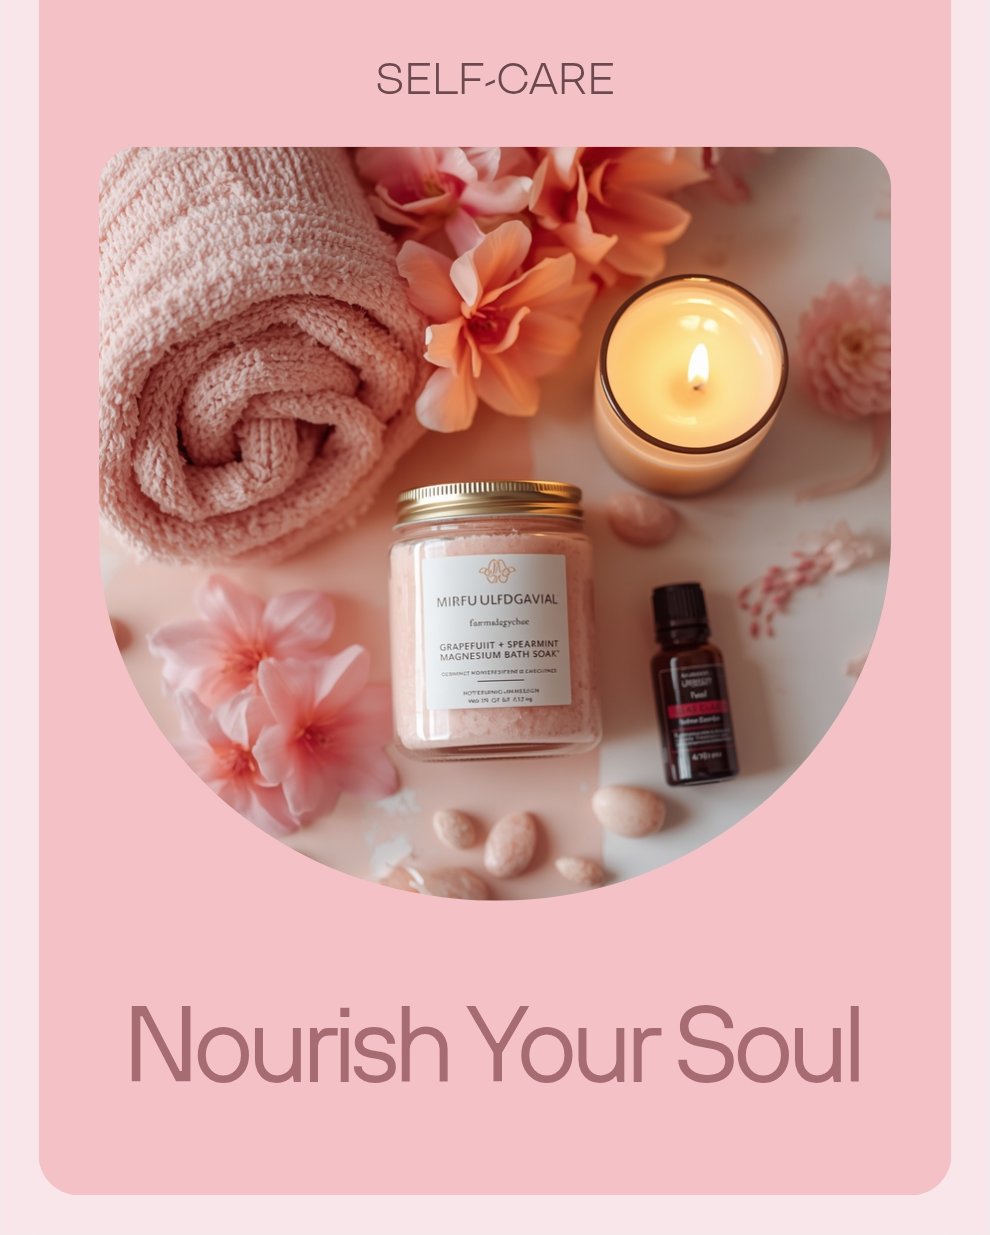 SELF-CARE
MIRFU ULFDGAVIAL
GRAPEFUIIT + SPEARMINT
MAGNESIUM BATH SOAK"
Nourish Your Soul